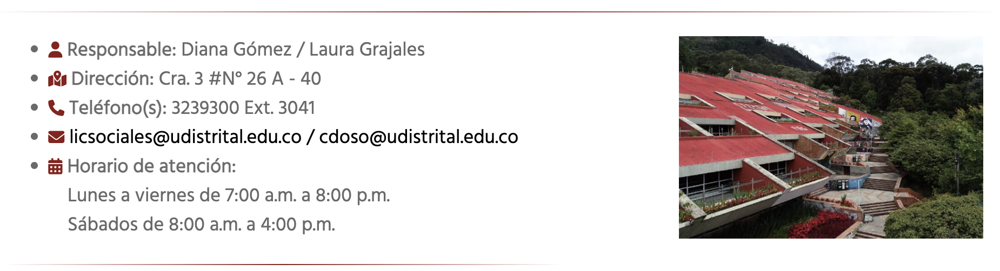 Responsable: Diana Gómez / Laura Grajales
Dirección: Cra. 3 #N° 26 A - 40
Teléfono(s): 3239300 Ext. 3041
licsociales@udistrital.edu.co / cdoso@udistrital.edu.co
Horario de atención:
Lunes a viernes de 7:00 a.m. a 8:00 p.m.
Sábados de 8:00 a.m. a 4:00 p.m.